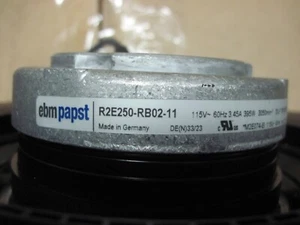 ebmpapst
R2E250-RB02-11
115V~ 60Hz 3.45A 395W
Made in Germany
DE(N)33/23